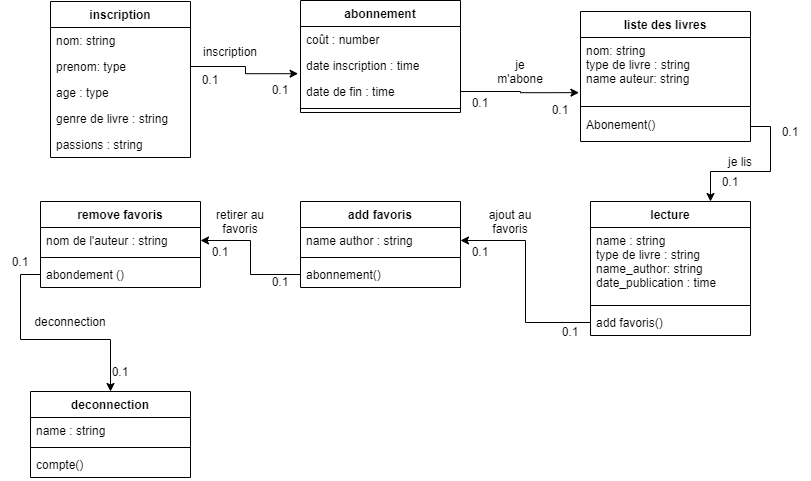 inscription
nom: string
prenom: type
age : type
genre de livre : string
passions : string
inscription
0.1
0.1
abonnement
coût : number
date inscription : time
date de fin : time
je
m'abone
0.1
0.1
liste des livres
nom: string
type de livre : string
name auteur: string
Abonement()
0.1
je lis
0.1
lecture
name : string
type de livre : string
name_author: string
date_publication : time
add favoris()
0.1
ajout au
favoris
0.1
add favoris
name author : string
abonnement()
0.1
retirer au
favoris
0.1
remove favoris
nom de l'auteur : string
abondement ()
0.1
deconnection
0.1
deconnection
name : string
compte()